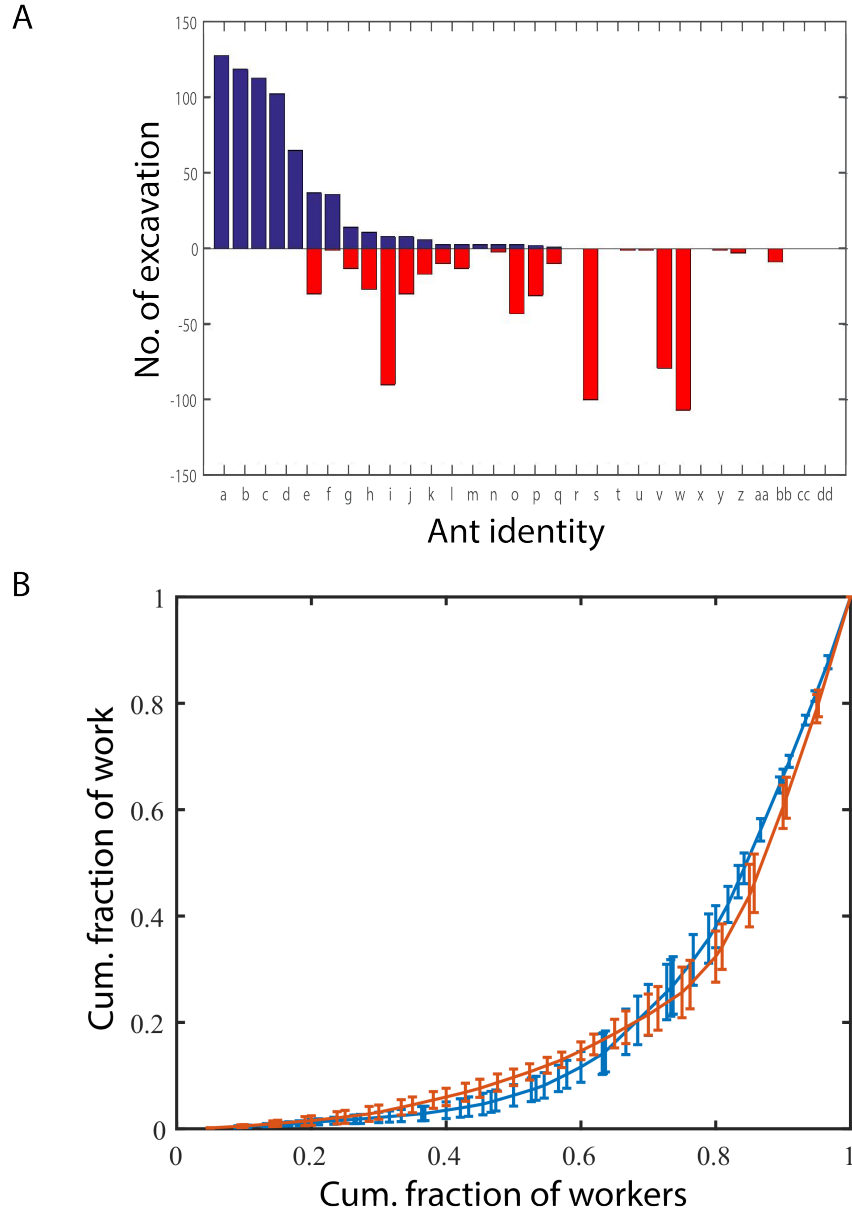 A
150
100
50
0
-50
-100
-150
No. of excavation
a b c d e f g h i j k l m n o p q r s t u v w x y z aa bb cc dd
Ant identity
B
1
0.8
0.6
0.4
0.2
0
Cum. fraction of work
0 0.2 0.4 0.6 0.8 1
Cum. fraction of workers